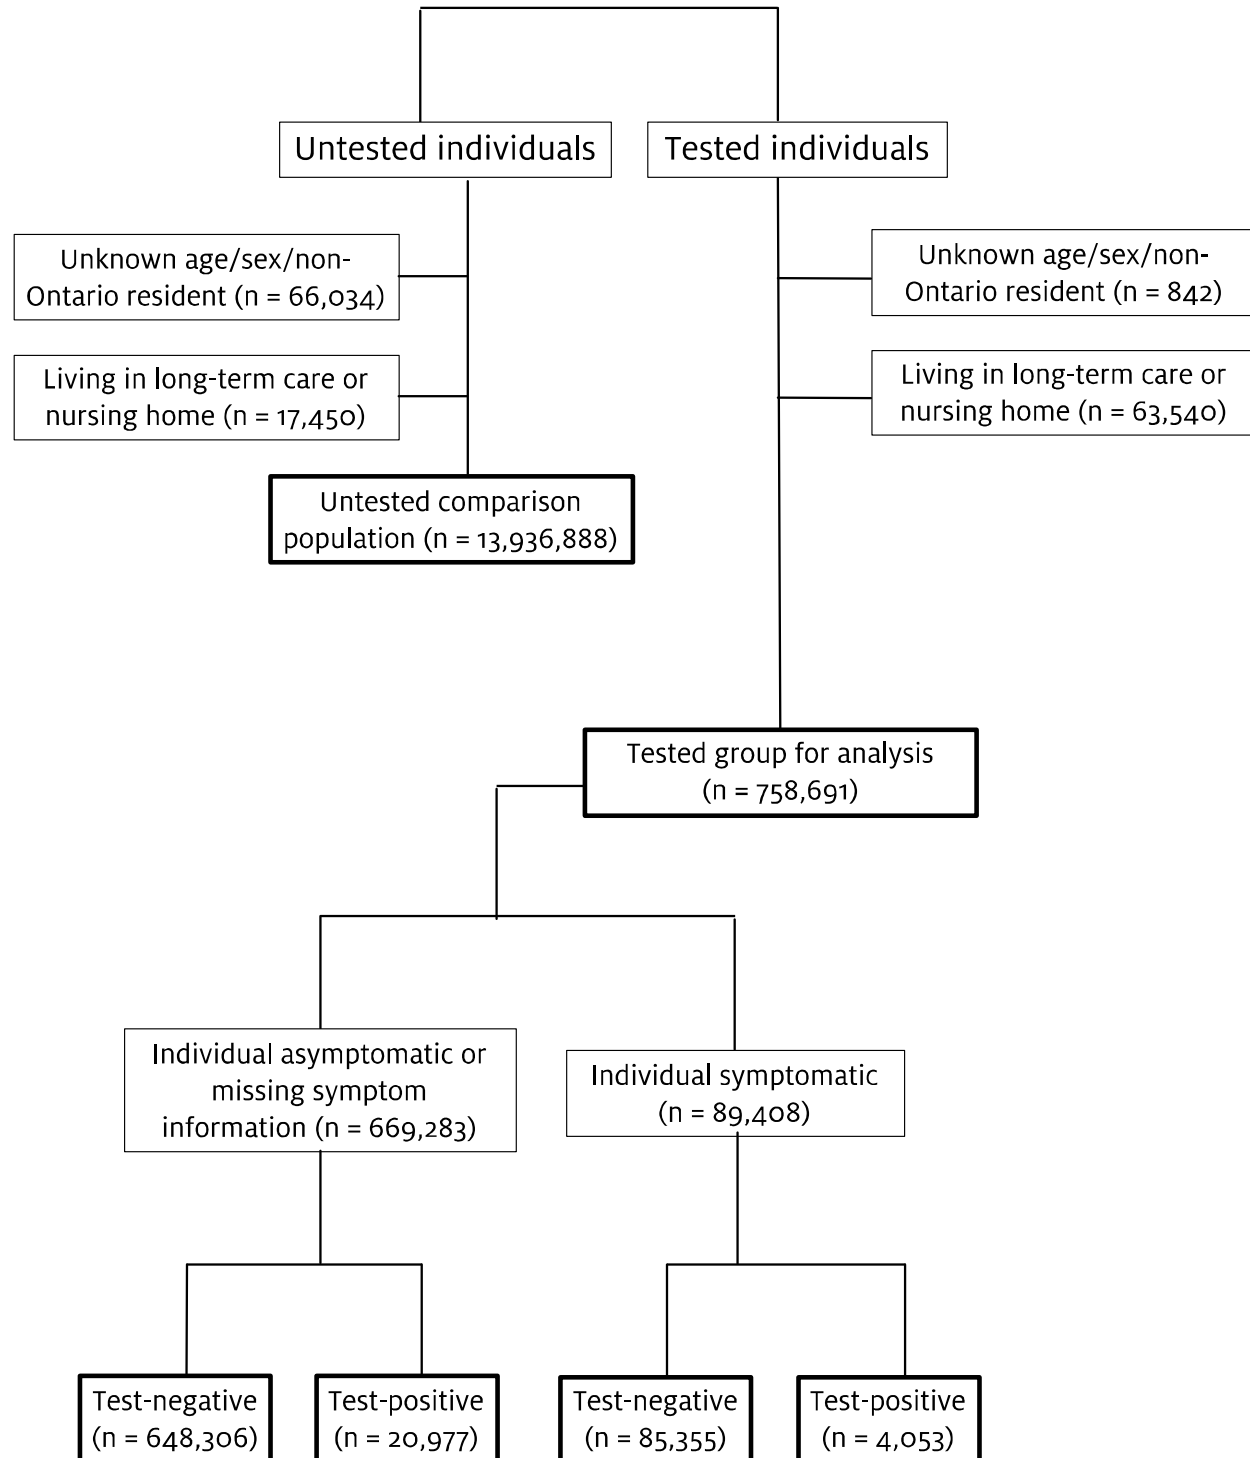 Untested individuals
Tested individuals
Unknown age/sex/non-
Ontario resident (n = 66,034)
Unknown age/sex/non-
Ontario resident (n = 842)
Living in long-term care or
nursing home (n = 17,450)
Living in long-term care or
nursing home (n = 63,540)
Untested comparison
population (n = 13,936,888)
Tested group for analysis
(n = 758,691)
Individual asymptomatic or
missing symptom
information (n = 669,283)
Individual symptomatic
(n = 89,408)
Test-negative
(n = 648,306)
Test-positive
(n = 20,977)
Test-negative
(n = 85,355)
Test-positive
(n = 4,053)